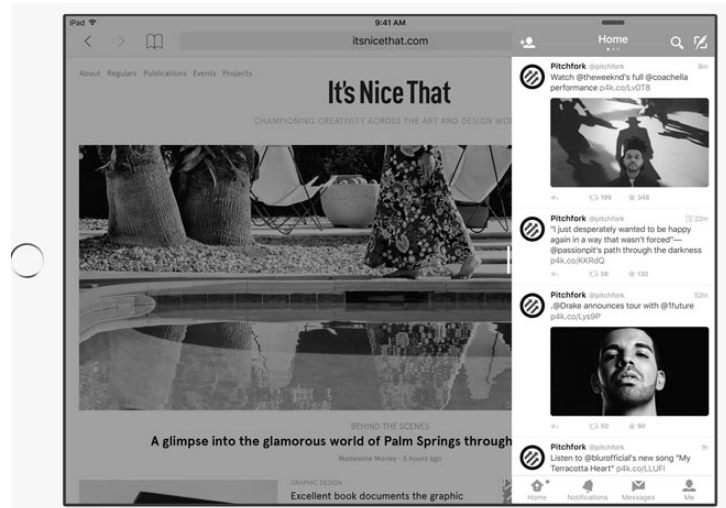 iPad
9:41 AM
itsnicethat.com
About Regulars Publications Events Projects
It's Nice That
CHAMPIONING CREATIVITY ACROSS THE ART AND DESIGN WO
BEHIND THE SCENES
A glimpse into the glamorous world of Palm Springs through
Madeleine Morley · 5 hours ago
GRAPHIC DESIGN
Excellent book documents the graphic
Home
Pitchfork @pitchfork 8m
Watch @theweeknd's full @coachella
performance p4k.co/Lv0T8
199 348
Pitchfork @pitchfork 22m
"I just desperately wanted to be happy
again in a way that wasn't forced"—
@passionpit's path through the darkness
p4k.co/KKRdQ
56 130
Pitchfork @pitchfork 52m
.@Drake announces tour with @1future
p4k.co/Lys9P
50 90
Pitchfork @pitchfork 1h
Listen to @blurofficial's new song "My
Terracotta Heart" p4k.co/LLUFl
Home Notifications Messages Me